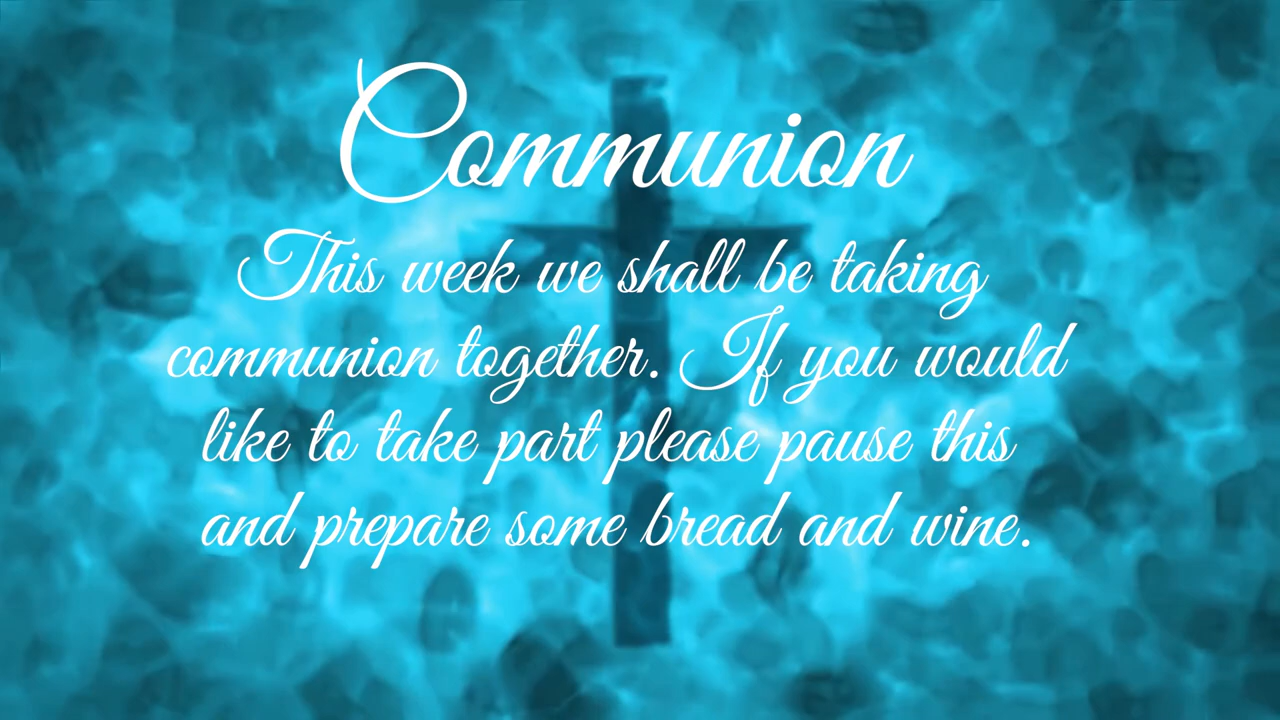 Communion
This week we shall be taking
communion together. If you would
like to take part please pause this
and prepare some bread and wine.